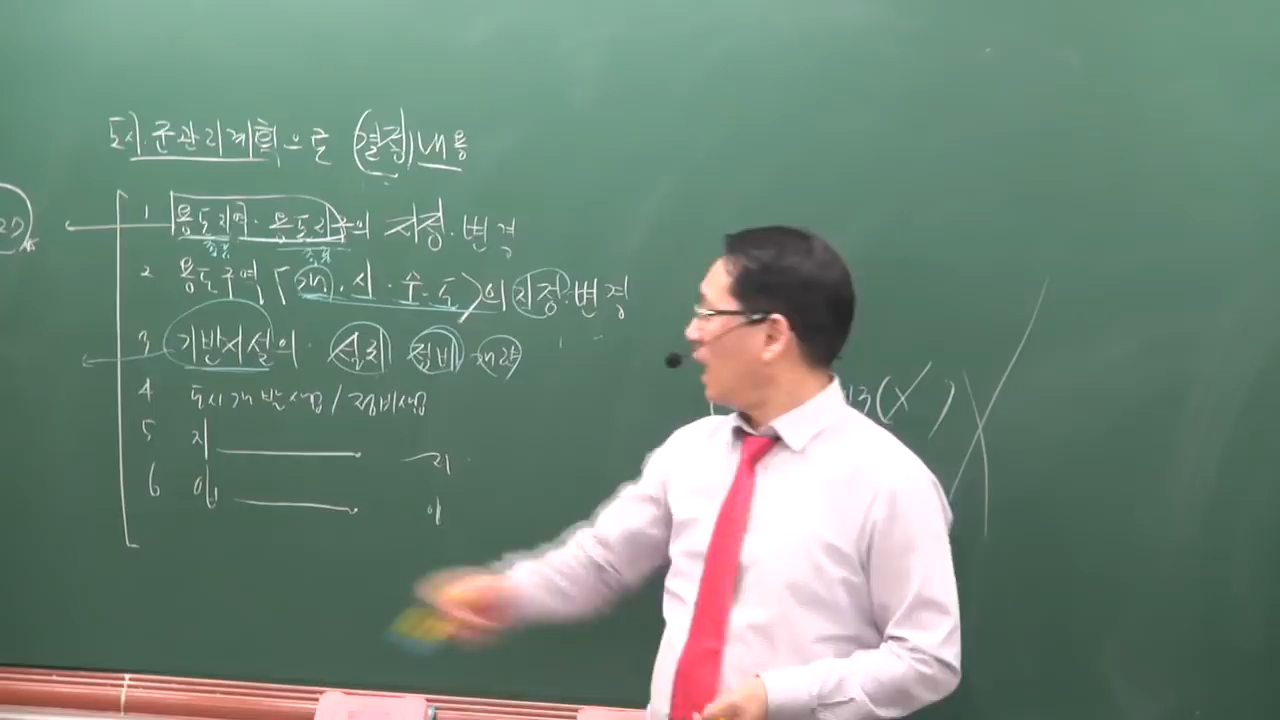 도시.군관리계획으로 (결정)내용
1 용도지역. 용도지구의 지정.변경
2 용도구역「개.시.수.도〉의 지정.변경
3 기반시설의. 설치 정비 개량
4 도시개발사업/정비사업
5 지
6 이